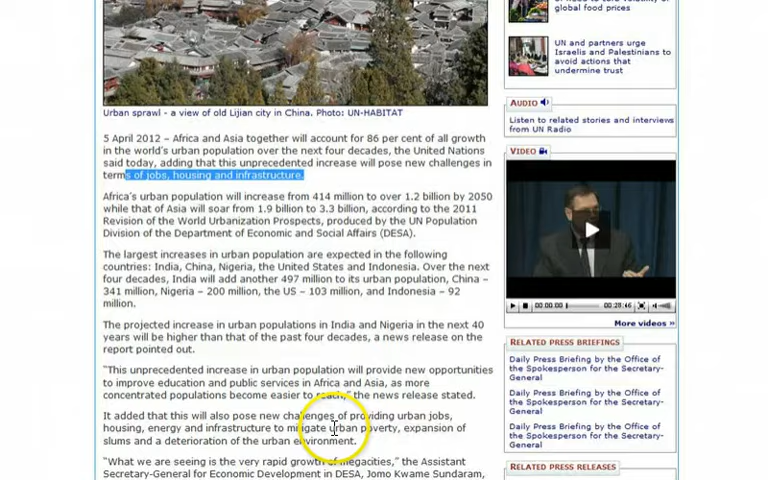 global food prices
UN and partners urge
Israelis and Palestinians to
avoid actions that
undermine trust
Urban sprawl - a view of old Lijian city in China. Photo: UN-HABITAT
AUDIO
Listen to related stories and interviews
from UN Radio
5 April 2012 – Africa and Asia together will account for 86 per cent of all growth
in the world's urban population over the next four decades, the United Nations
said today, adding that this unprecedented increase will pose new challenges in
terms of jobs, housing and infrastructure.
VIDEO
Africa's urban population will increase from 414 million to over 1.2 billion by 2050
while that of Asia will soar from 1.9 billion to 3.3 billion, according to the 2011
Revision of the World Urbanization Prospects, produced by the UN Population
Division of the Department of Economic and Social Affairs (DESA).
The largest increases in urban population are expected in the following
countries: India, China, Nigeria, the United States and Indonesia. Over the next
four decades, India will add another 497 million to its urban population, China –
341 million, Nigeria – 200 million, the US – 103 million, and Indonesia – 92
million.
00:00:00
00:28:46
More videos »
The projected increase in urban populations in India and Nigeria in the next 40
years will be higher than that of the past four decades, a news release on the
report pointed out.
RELATED PRESS BRIEFINGS
Daily Press Briefing by the Office of
the Spokesperson for the Secretary-
General
Daily Press Briefing by the Office of
the Spokesperson for the Secretary-
General
Daily Press Briefing by the Office of
the Spokesperson for the Secretary-
General
"This unprecedented increase in urban population will provide new opportunities
to improve education and public services in Africa and Asia, as more
concentrated populations become easier to reach," the news release stated.
It added that this will also pose new challenges of providing urban jobs,
housing, energy and infrastructure to mitigate urban poverty, expansion of
slums and a deterioration of the urban environment.
"What we are seeing is the very rapid growth of megacities," the Assistant
Secretary-General for Economic Development in DESA, Jomo Kwame Sundaram,
RELATED PRESS RELEASES